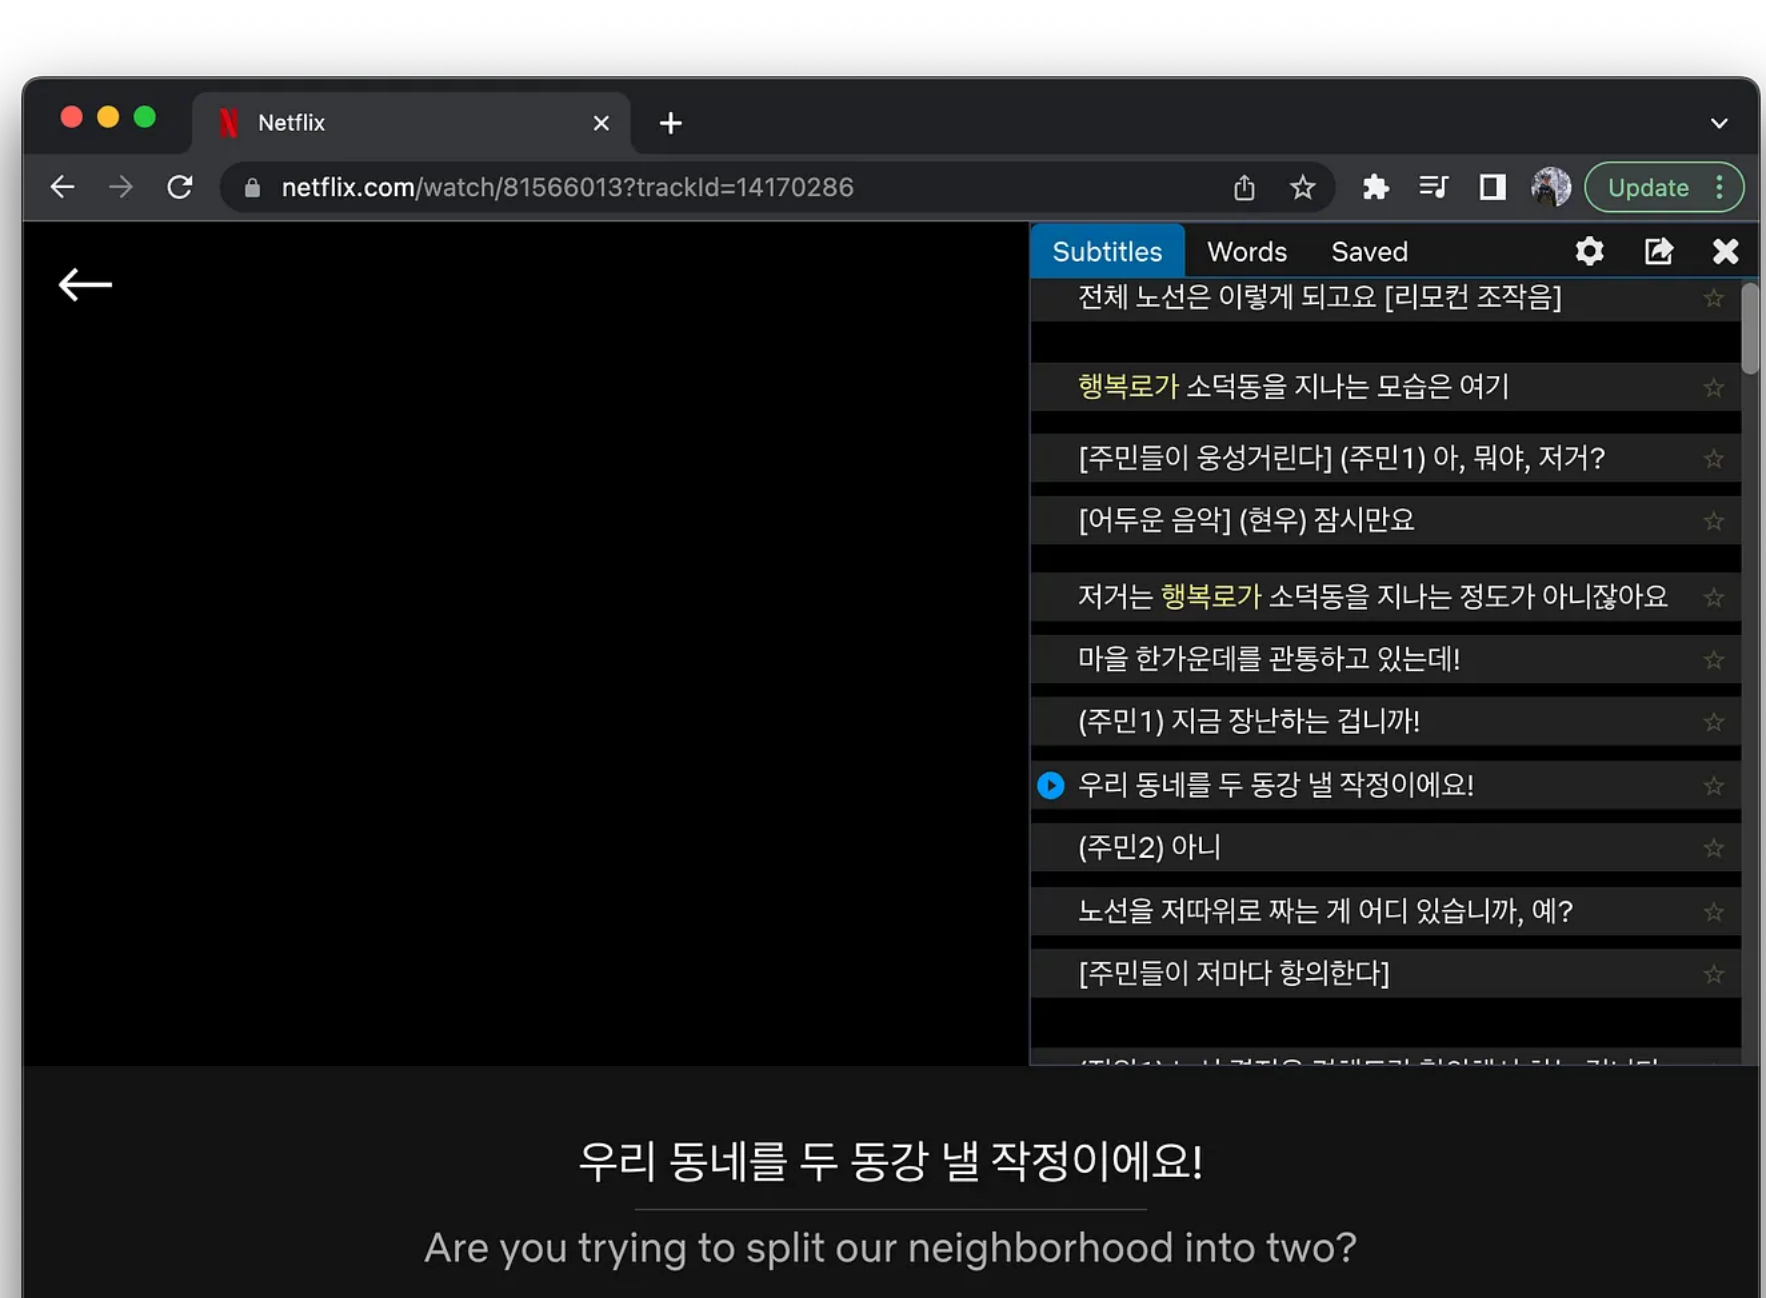 Netflix
netflix.com/watch/81566013?trackId=14170286
Update
Subtitles Words Saved
전체 노선은 이렇게 되고요 [리모컨 조작음]
행복로가 소덕동을 지나는 모습은 여기
[주민들이 웅성거린다] (주민1) 아, 뭐야, 저거?
[어두운 음악] (현우) 잠시만요
저거는 행복로가 소덕동을 지나는 정도가 아니잖아요
마을 한가운데를 관통하고 있는데!
(주민1) 지금 장난하는 겁니까!
우리 동네를 두 동강 낼 작정이에요!
(주민2) 아니
노선을 저따위로 짜는 게 어디 있습니까, 예?
[주민들이 저마다 항의한다]
우리 동네를 두 동강 낼 작정이에요!
Are you trying to split our neighborhood into two?